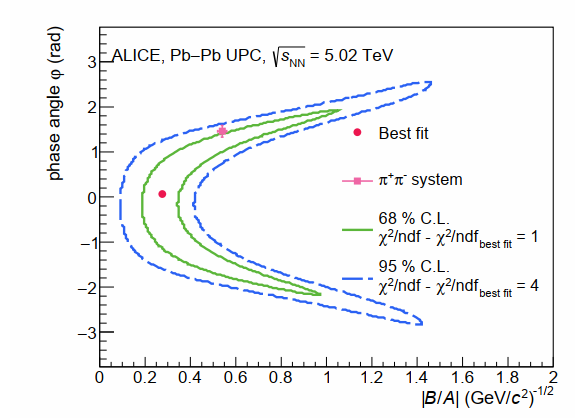 phase angle φ (rad)
ALICE, Pb–Pb UPC, √sNN = 5.02 TeV
3
2
1
0
−1
−2
−3
Best fit
π+π- system
68 % C.L.
χ2/ndf - χ2/ndfbest fit = 1
95 % C.L.
χ2/ndf - χ2/ndfbest fit = 4
0 0.2 0.4 0.6 0.8 1 1.2 1.4 1.6 1.8 2
|B/A| (GeV/c2)-1/2